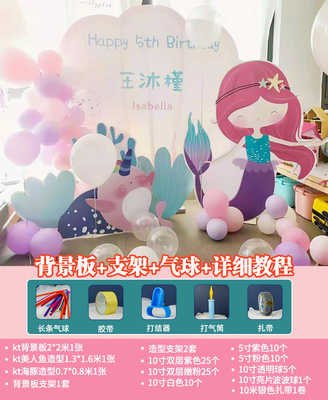 Happy 5th Birthday
王沐槿
Isabella
背景板+支架+气球+详细教程
长条气球
胶带
打结器
打气筒
扎带
kt背景板2*2米1张
kt美人鱼造型1.3*1.6米1张
kt海豚造型0.7*0.8米1张
背景板支架1套
造型支架2套
10寸双层紫色25个
10寸双层嫩粉25个
10寸白色10个
5寸紫色10个
5寸粉色10个
10寸透明球5个
10寸亮片波波球1个
10米银色扎带1卷